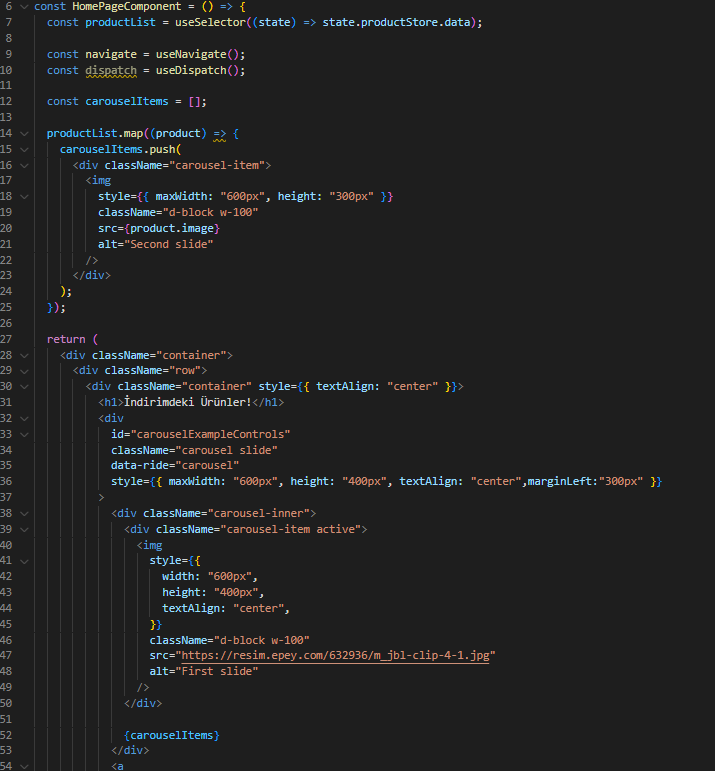 6 const HomePageComponent = () => {
7 const productList = useSelector((state) => state.productStore.data);
8
9 const navigate = useNavigate();
10 const dispatch = useDispatch();
11
12 const carouselItems = [];
13
14 productList.map((product) => {
15 carouselItems.push(
16 <div className="carousel-item">
17 <img
18 style={{ maxWidth: "600px", height: "300px" }}
19 className="d-block w-100"
20 src={product.image}
21 alt="Second slide"
22 />
23 </div>
24 );
25 });
26
27 return (
28 <div className="container">
29 <div className="row">
30 <div className="container" style={{ textAlign: "center" }}>
31 <h1>İndirimdeki Ürünler!</h1>
32 <div
33 id="carouselExampleControls"
34 className="carousel slide"
35 data-ride="carousel"
36 style={{ maxWidth: "600px", height: "400px", textAlign: "center",marginLeft:"300px" }}
37 >
38 <div className="carousel-inner">
39 <div className="carousel-item active">
40 <img
41 style={{
42 width: "600px",
43 height: "400px",
44 textAlign: "center",
45 }}
46 className="d-block w-100"
47 src="https://resim.epey.com/632936/m_jbl-clip-4-1.jpg"
48 alt="First slide"
49 />
50 </div>
51
52 {carouselItems}
53 </div>
54 <a